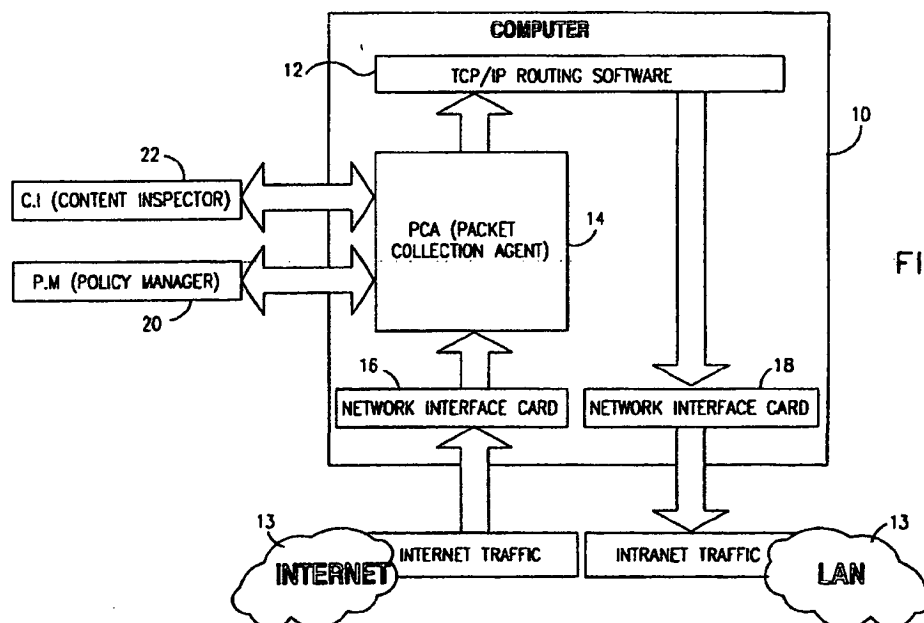 COMPUTER
12
TCP/IP ROUTING SOFTWARE
10
22
C.I (CONTENT INSPECTOR)
PCA (PACKET
COLLECTION AGENT)
14
P.M (POLICY MANAGER)
20
FI
16
NETWORK INTERFACE CARD
18
NETWORK INTERFACE CARD
13
INTERNET
INTERNET TRAFFIC
INTRANET TRAFFIC
13
LAN